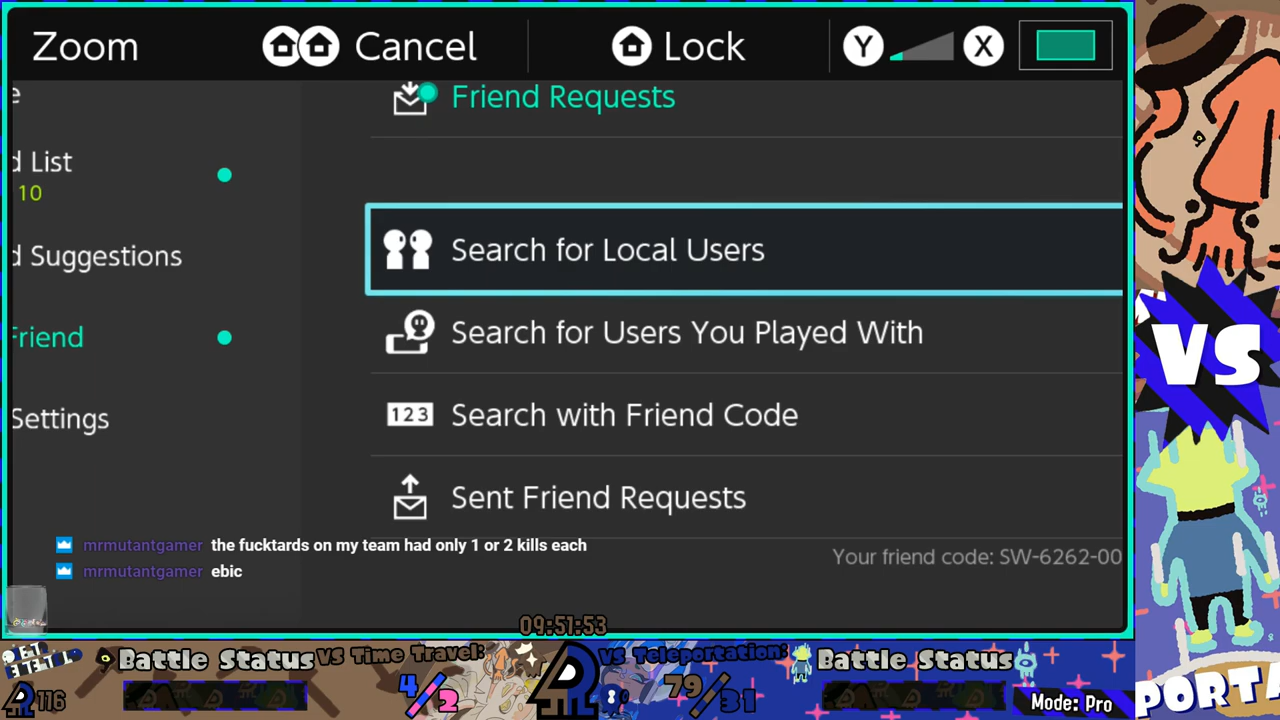 Zoom
Cancel
Lock
Y
X
e
Friend Requests
d List
10
Search for Local Users
d Suggestions
Search for Users You Played With
Friend
123 Search with Friend Code
Settings
Sent Friend Requests
mrmutantgamer the fucktards on my team had only 1 or 2 kills each
Your friend code: SW-6262-00
mrmutantgamer ebic
09:51:53
VS
Battle Status
VS Time Travel:
VS Teleportation:
Battle Status
116
4/2
79/31
Mode: Pro
PORTA